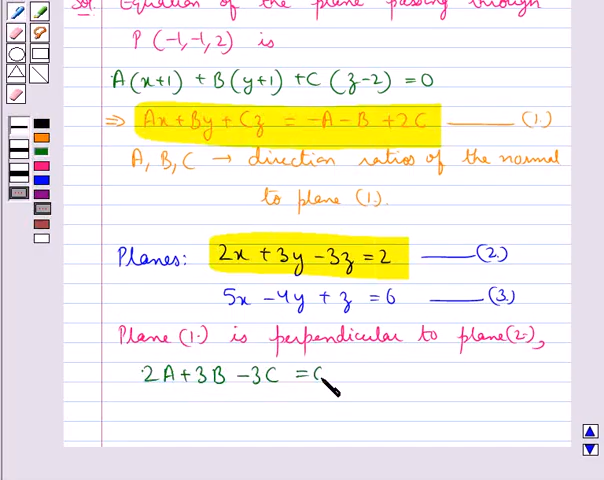 Sol. Equation of the plane passing through
P (-1,-1,2) is
A(x+1) + B(y+1) + C (z-2) = 0
⇒ Ax+By+Cz = -A-B+2C ——— (1.)
A, B, C → direction ratios of the normal
to plane (1.).
Planes: 2x + 3y - 3z = 2 ——— (2.)
5x - 4y + z = 6 ——— (3.)
Plane (1.) is perpendicular to plane (2.),
2A + 3B - 3C =